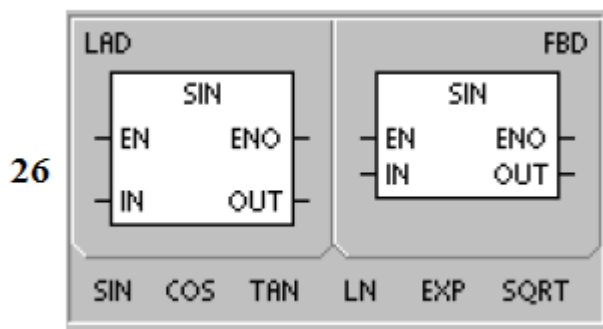 LAD FBD
SIN SIN
EN ENO EN ENO
26
IN OUT IN OUT
SIN COS TAN LN EXP SQRT